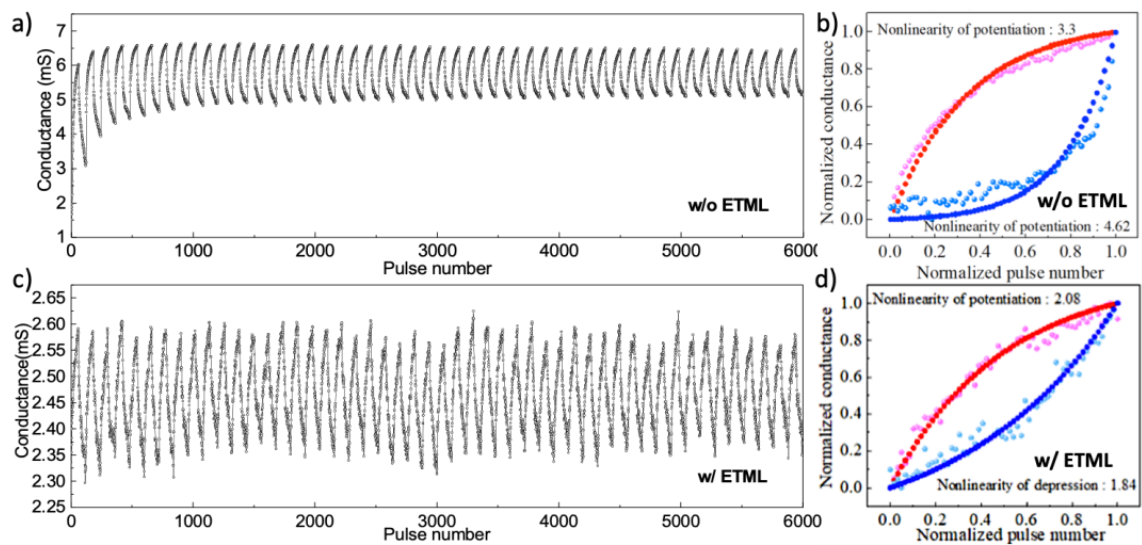 a)
7
6
5
4
3
2
1
Conductance (mS)
w/o ETML
0 1000 2000 3000 4000 5000 6000
Pulse number
b)
Nonlinearity of potentiation : 3.3
1.0
0.8
0.6
0.4
0.2
0.0
Normalized conductance
w/o ETML
Nonlinearity of potentiation : 4.62
0.0 0.2 0.4 0.6 0.8 1.0
Normalized pulse number
c)
2.65
2.60
2.55
2.50
2.45
2.40
2.35
2.30
2.25
Conductance(mS)
w/ ETML
0 1000 2000 3000 4000 5000 6000
Pulse number
d)
Nonlinearity of potentiation : 2.08
1.0
0.8
0.6
0.4
0.2
0.0
Normalized conductance
w/ ETML
Nonlinearity of depression : 1.84
0.0 0.2 0.4 0.6 0.8 1.0
Normalized pulse number